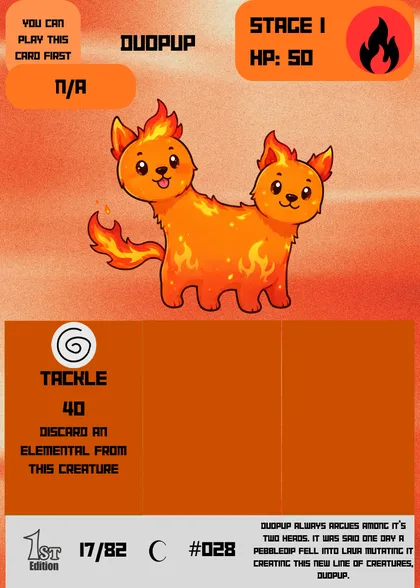 YOU CAN
PLAY THIS
CARD FIRST
DUOPUP
STAGE 1
HP: 50
N/A
TACKLE
40
DISCARD AN
ELEMENTAL FROM
THIS CREATURE
1ST
Edition
17/82
#028
DUOPUP ALWAYS ARGUES AMONG IT'S
TWO HEADS. IT WAS SAID ONE DAY A
PEBBLEDIP FELL INTO LAVA MUTATING IT
CREATING THIS NEW LINE OF CREATURES,
DUOPUP.